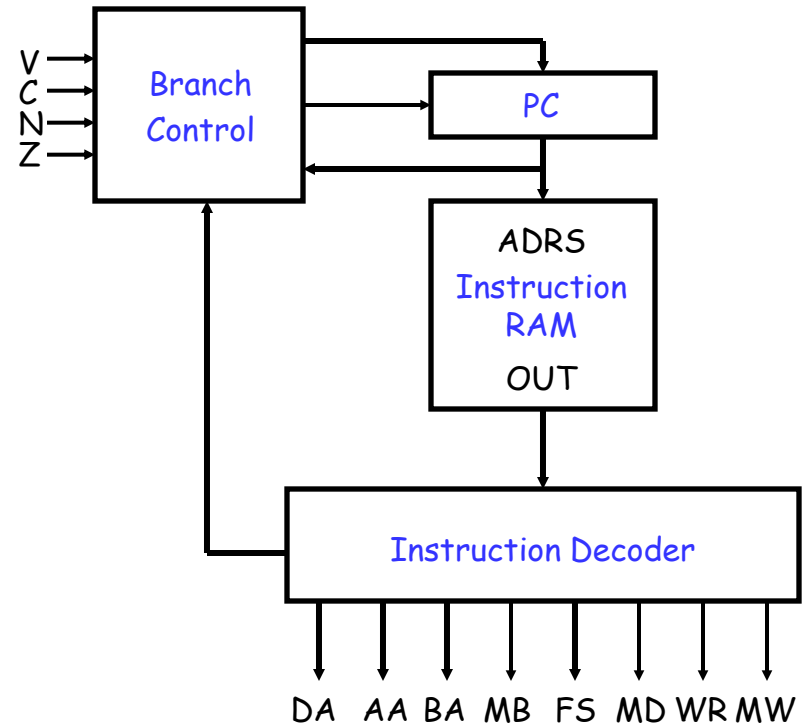 V
C
N
Z
Branch
Control
PC
ADRS
Instruction
RAM
OUT
Instruction Decoder
DA AA BA MB FS MD WR MW